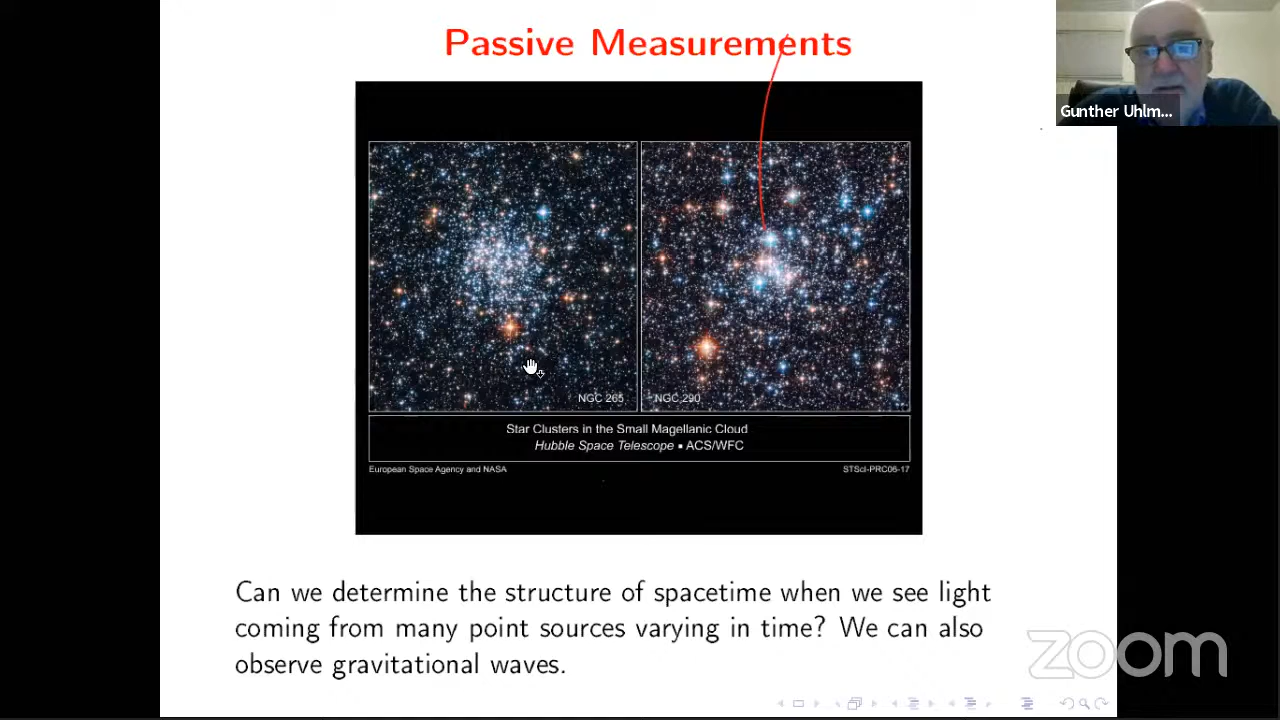 Passive Measurements
Gunther Uhlm...
NGC 265
NGC 290
Star Clusters in the Small Magellanic Cloud
Hubble Space Telescope ▪ ACS/WFC
European Space Agency and NASA
STScI-PRC06-17
Can we determine the structure of spacetime when we see light
coming from many point sources varying in time? We can also
observe gravitational waves.
zoom